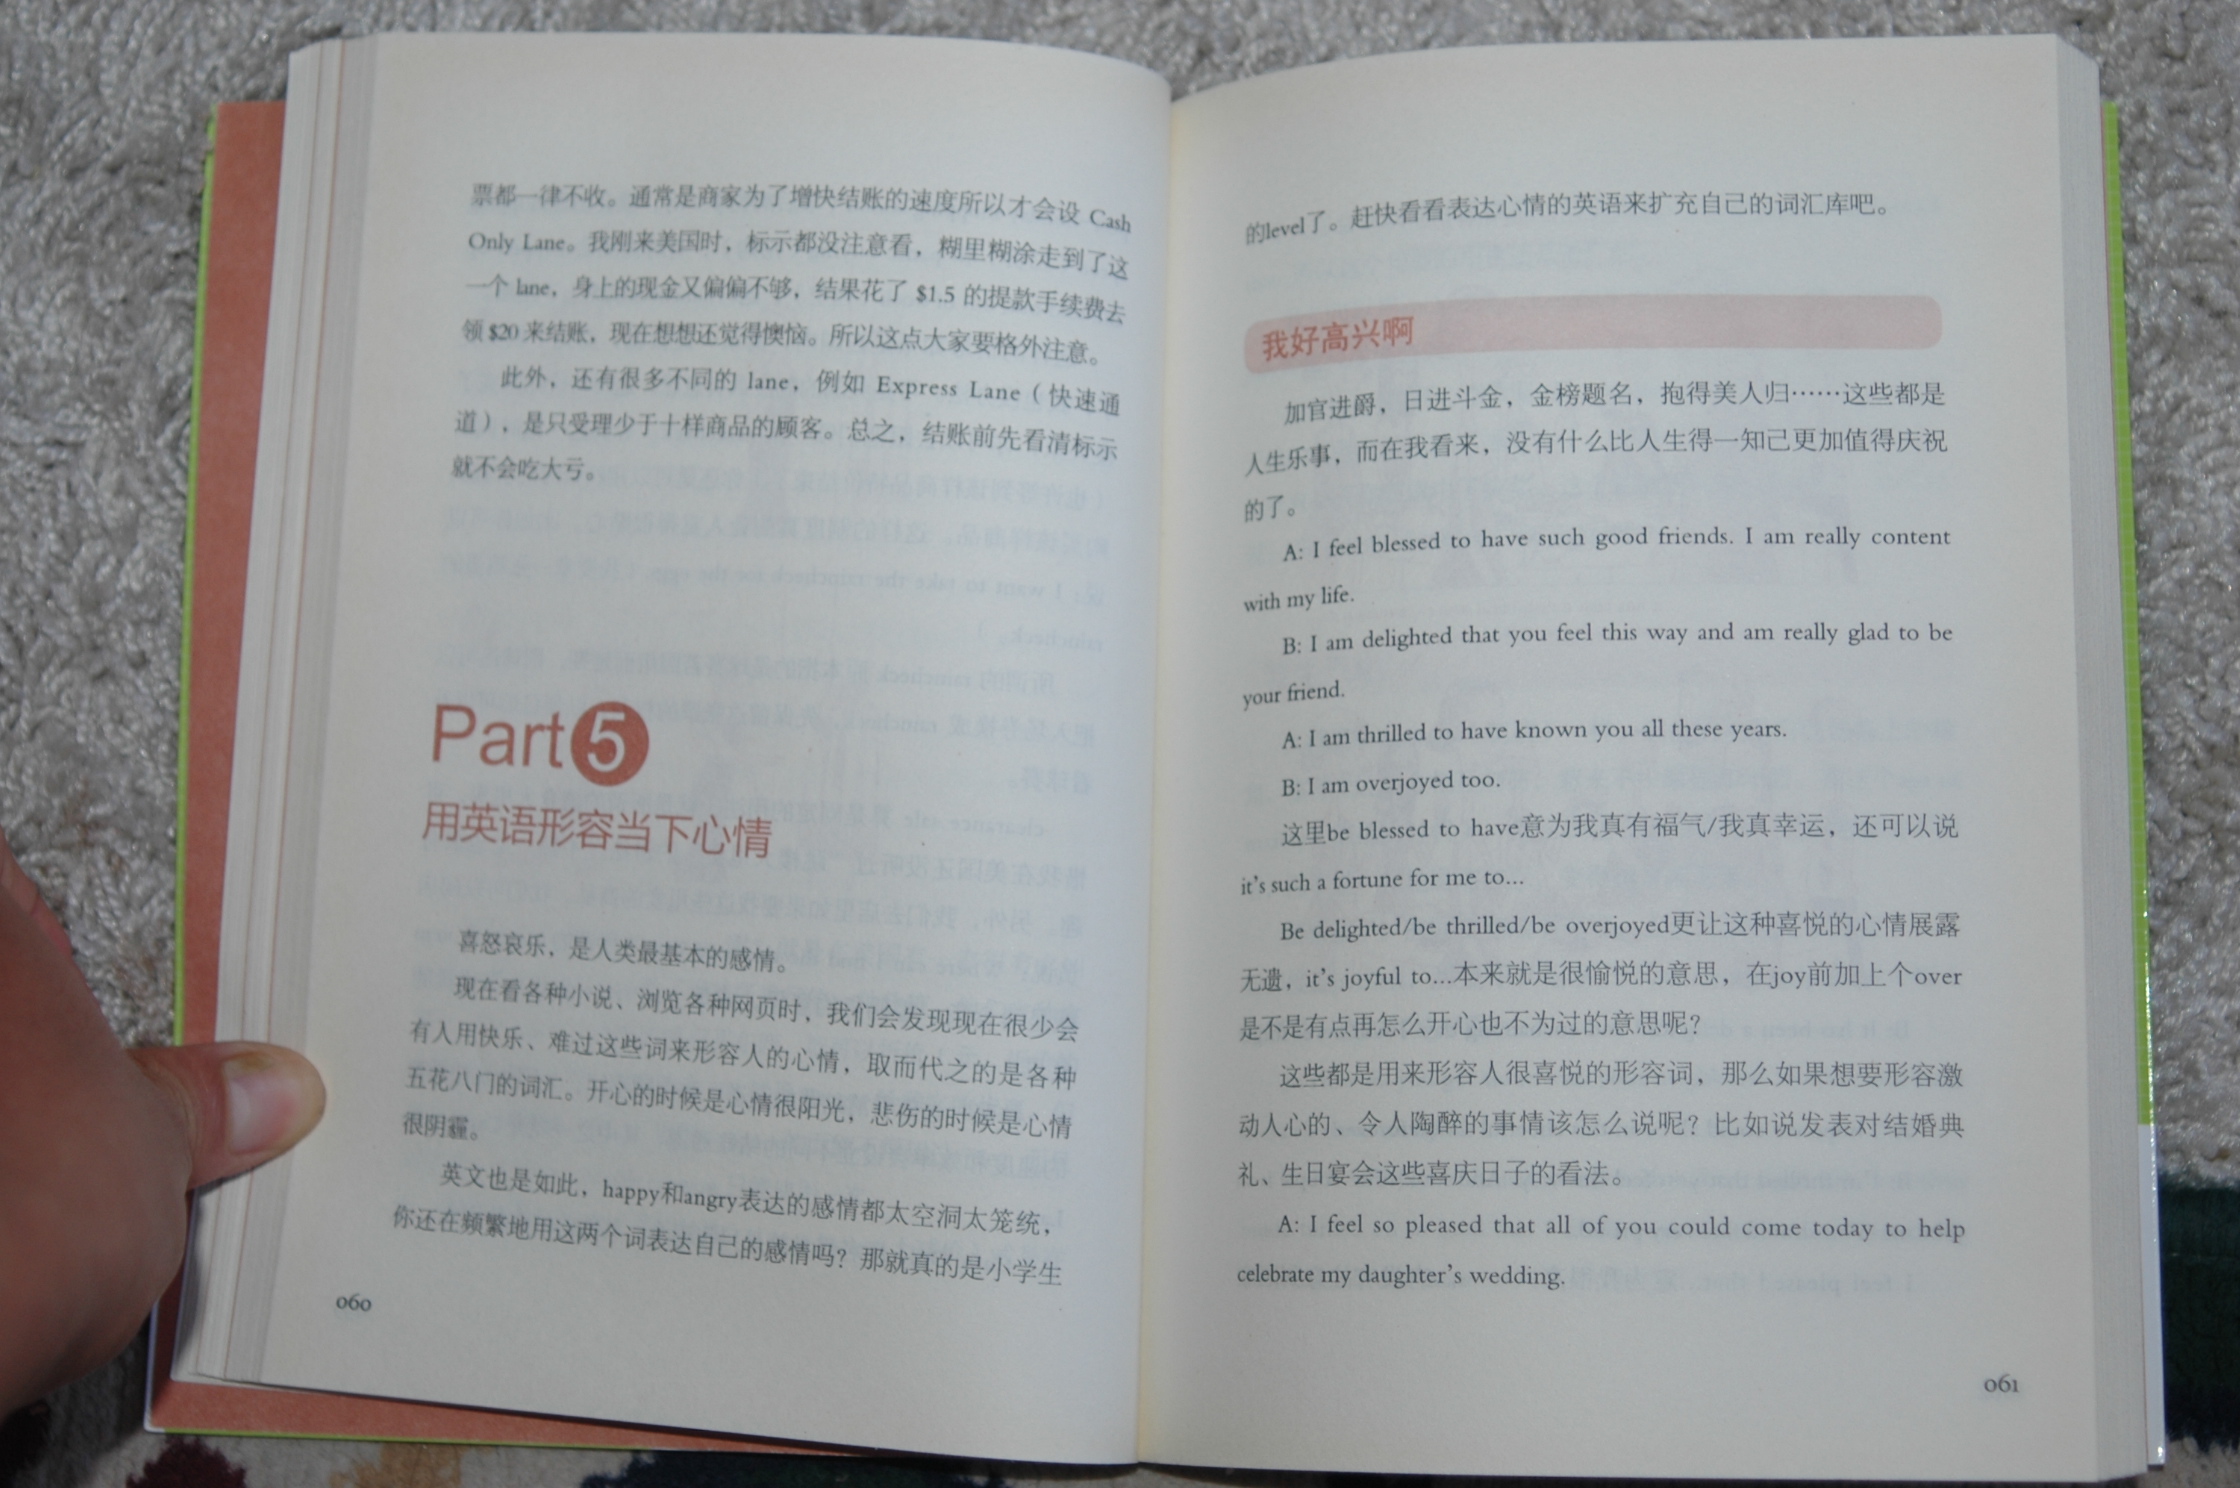 票都一律不收。通常是商家为了增快结账的速度所以才会设 Cash
Only Lane。我刚来美国时，标示都没注意看，糊里糊涂走到了这
一个 lane，身上的现金又偏偏不够，结果花了 $1.5 的提款手续费去
领 $20 来结账，现在想想还觉得懊恼。所以这点大家要格外注意。
此外，还有很多不同的 lane，例如 Express Lane（快速通
道），是只受理少于十样商品的顾客。总之，结账前先看清标示
就不会吃大亏。
Part 5
用英语形容当下心情
喜怒哀乐，是人类最基本的感情。
现在看各种小说、浏览各种网页时，我们会发现现在很少会
有人用快乐、难过这些词来形容人的心情，取而代之的是各种
五花八门的词汇。开心的时候是心情很阳光，悲伤的时候是心情
很阴霾。
英文也是如此，happy和angry表达的感情都太空洞太笼统，
你还在频繁地用这两个词表达自己的感情吗？那就真的是小学生
060
的level了。赶快看看表达心情的英语来扩充自己的词汇库吧。
我好高兴啊
加官进爵，日进斗金，金榜题名，抱得美人归……这些都是
人生乐事，而在我看来，没有什么比人生得一知己更加值得庆祝
的了。
A: I feel blessed to have such good friends. I am really content
with my life.
B: I am delighted that you feel this way and am really glad to be
your friend.
A: I am thrilled to have known you all these years.
B: I am overjoyed too.
这里be blessed to have意为我真有福气/我真幸运，还可以说
it's such a fortune for me to...
Be delighted/be thrilled/be overjoyed更让这种喜悦的心情展露
无遗，it's joyful to...本来就是很愉悦的意思，在joy前加上个over
是不是有点再怎么开心也不为过的意思呢？
这些都是用来形容人很喜悦的形容词，那么如果想要形容激
动人心的、令人陶醉的事情该怎么说呢？比如说发表对结婚典
礼、生日宴会这些喜庆日子的看法。
A: I feel so pleased that all of you could come today to help
celebrate my daughter's wedding.
061